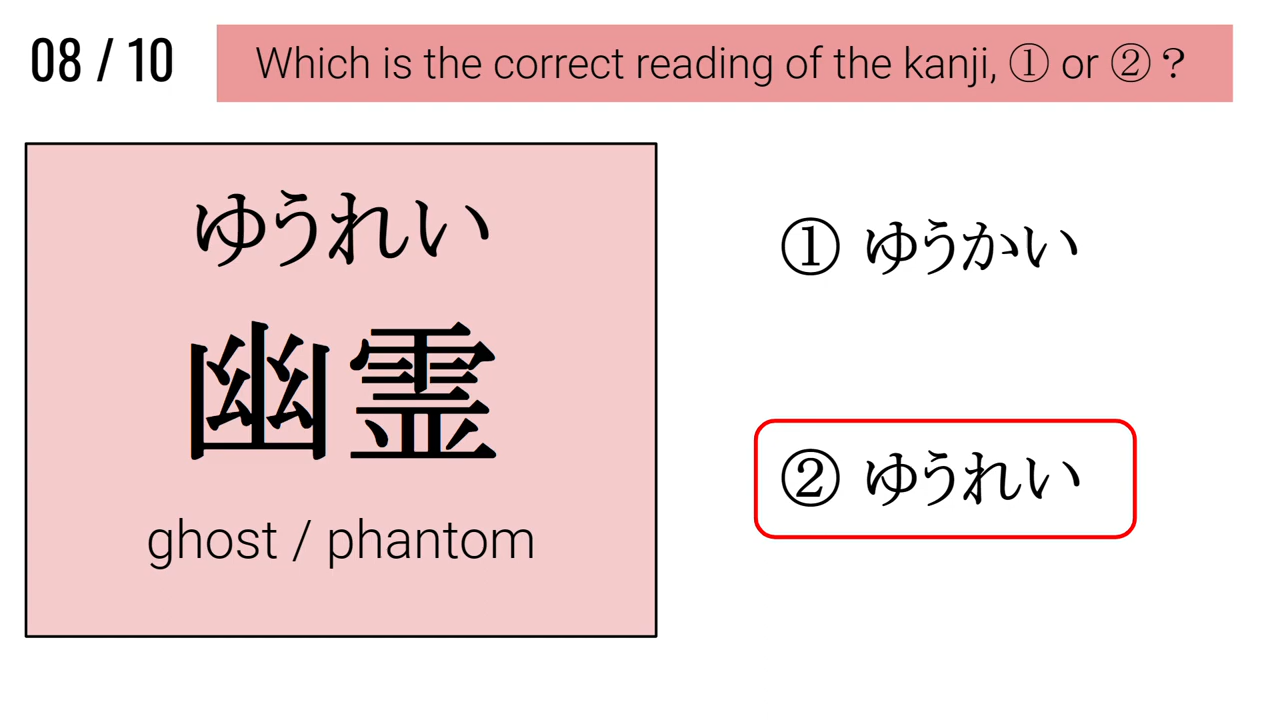 08 / 10
Which is the correct reading of the kanji, ① or ②？
ゆうれい
幽霊
ghost / phantom
① ゆうかい
② ゆうれい